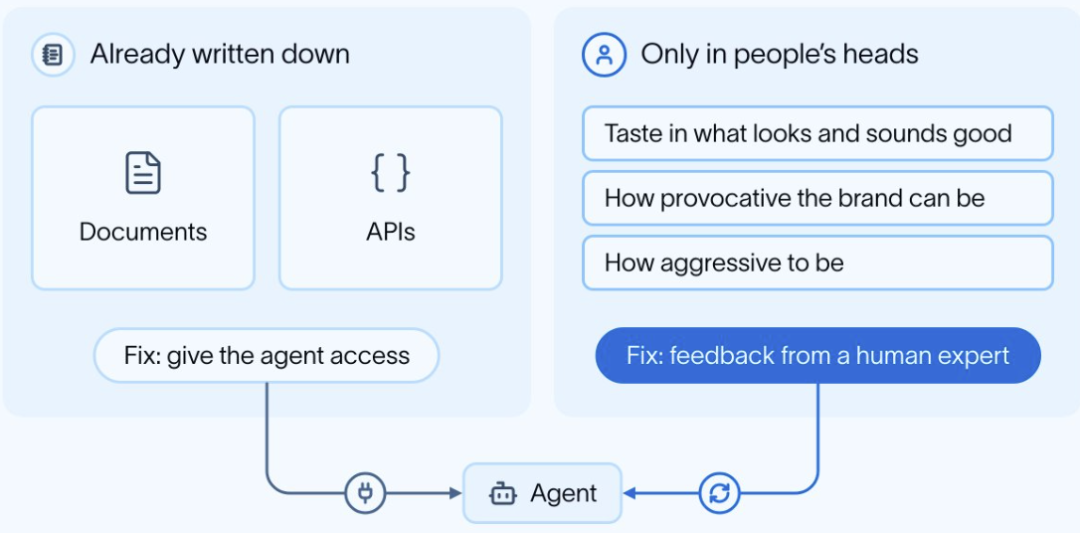 Already written down
Documents
APIs
Fix: give the agent access
Only in people’s heads
Taste in what looks and sounds good
How provocative the brand can be
How aggressive to be
Fix: feedback from a human expert
Agent